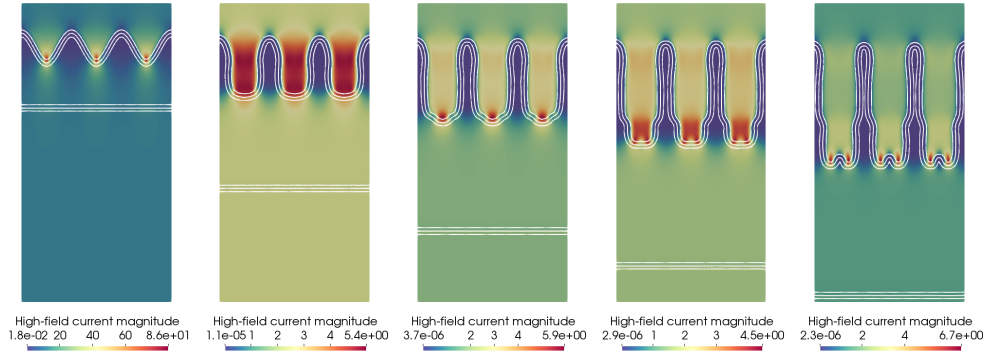 High-field current magnitude
1.8e-02 20 40 60 8.6e+01
High-field current magnitude
1.1e-05 1 2 3 4 5.4e+00
High-field current magnitude
3.7e-06 2 3 4 5.9e+00
High-field current magnitude
2.9e-06 1 2 3 4.5e+00
High-field current magnitude
2.3e-06 2 4 6.7e+00